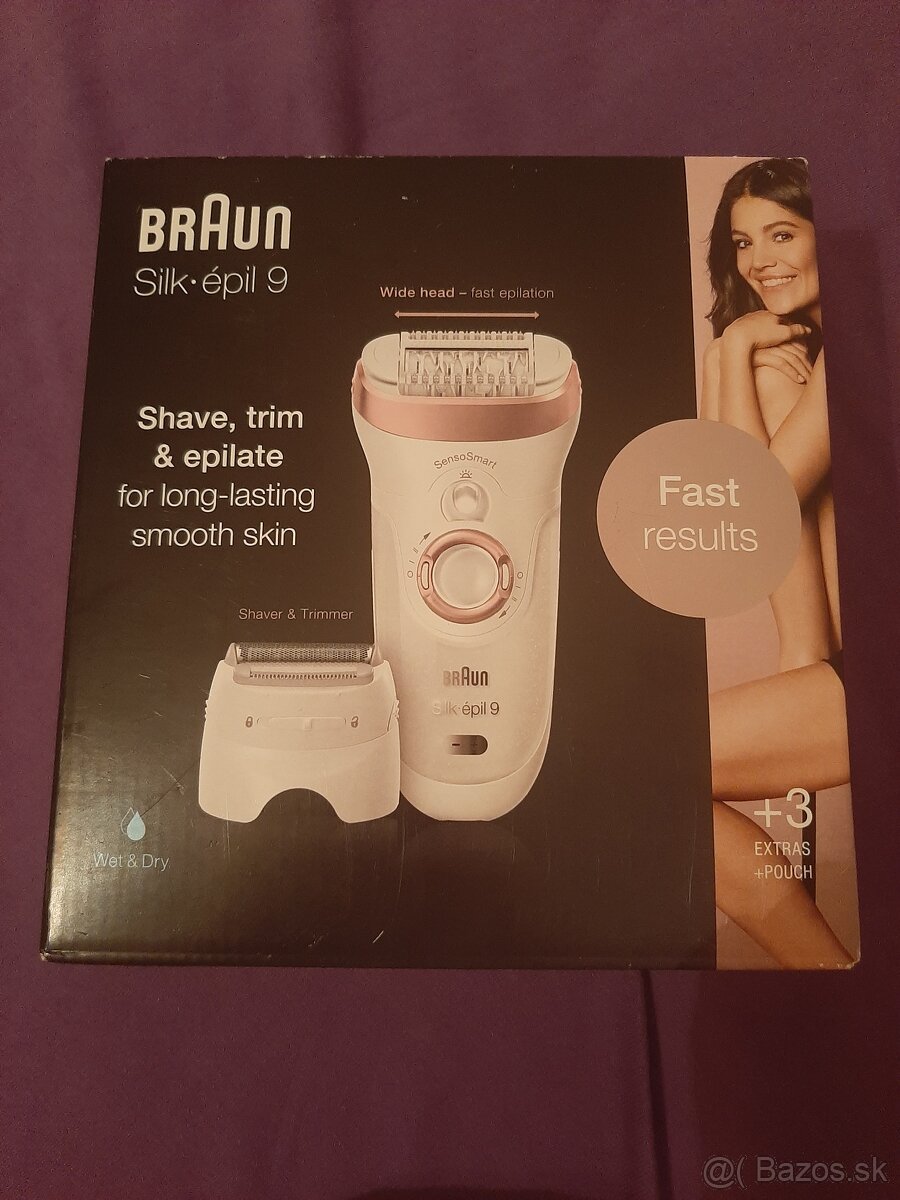 BRAUN
Silk·épil 9
Wide head – fast epilation
Shave, trim
& epilate
for long-lasting
smooth skin
SensoSmart
Fast
results
Shaver & Trimmer
BRAUN
Silk·épil 9
Wet & Dry
+3
EXTRAS
+POUCH
@( Bazos.sk